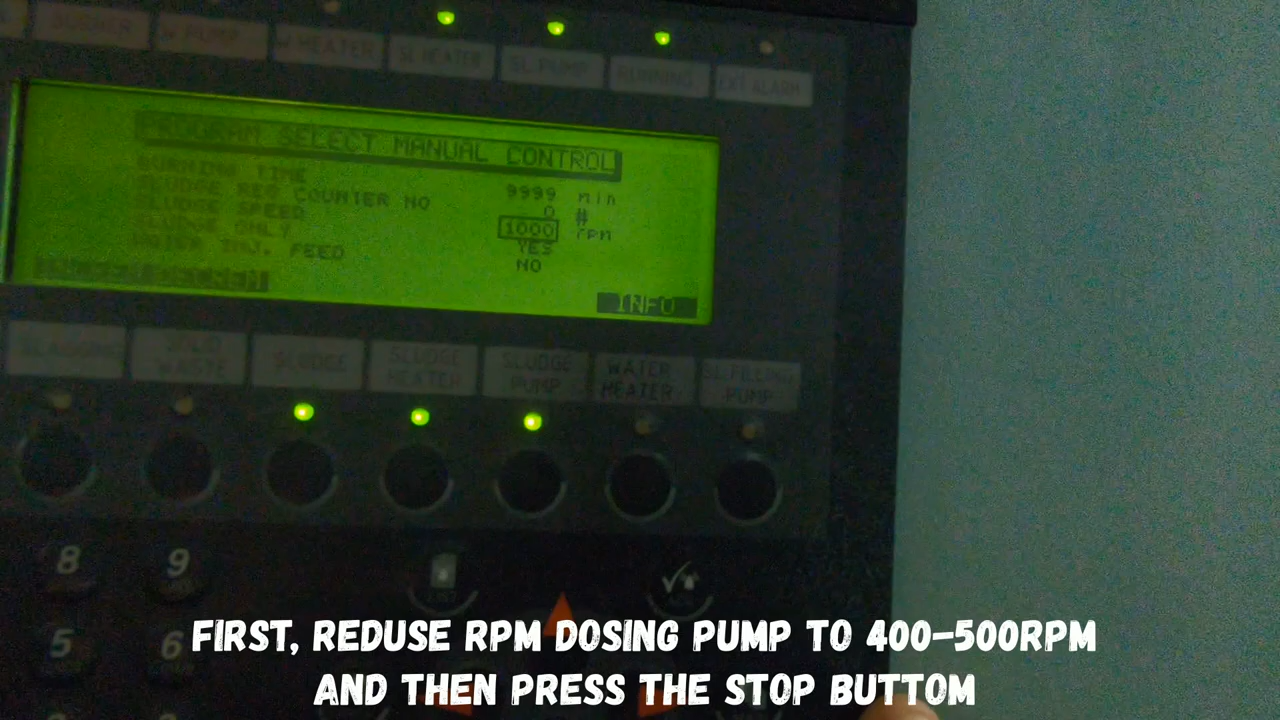 BURNER
W PUMP
W HEATER
SL HEATER
SL PUMP
RUNNING
EXT ALARM
PROGRAM SELECT MANUAL CONTROL
BURNING TIME 9999 min
SLUDGE REG COUNTER NO 0 #
SLUDGE SPEED 1000 rpm
SLUDGE ONLY YES
WATER INJ. FEED NO
INFO
SOLID
WASTE
SLUDGE
SLUDGE
HEATER
SLUDGE
PUMP
WATER
HEATER
SL FILLING
PUMP
8
9
5
6
FIRST, REDUSE RPM DOSING PUMP TO 400-500RPM
AND THEN PRESS THE STOP BUTTOM